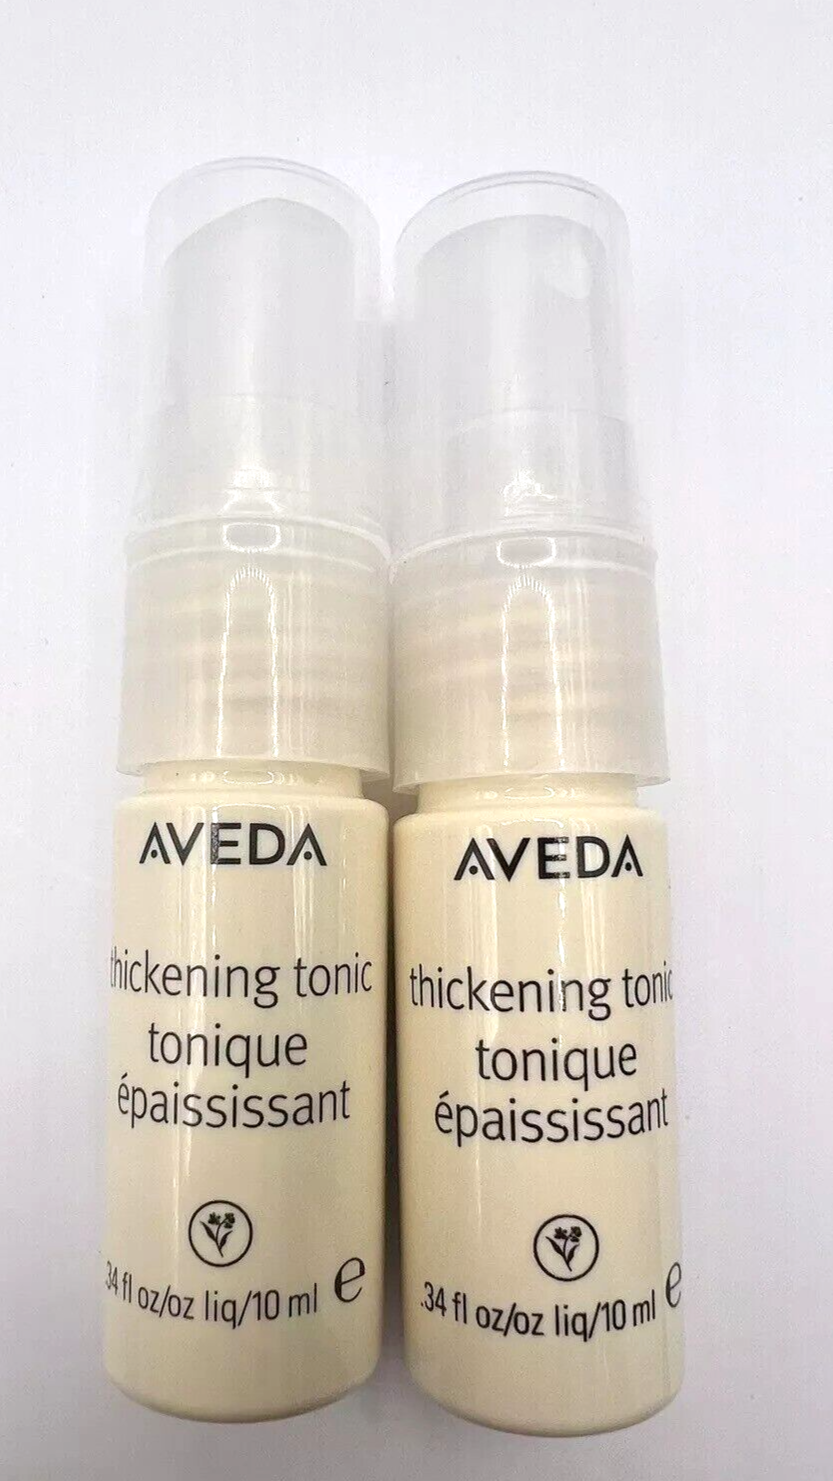 AVEDA
thickening tonic
tonique
épaississant
.34 fl oz/oz liq/10 ml e
AVEDA
thickening tonic
tonique
épaississant
.34 fl oz/oz liq/10 ml e